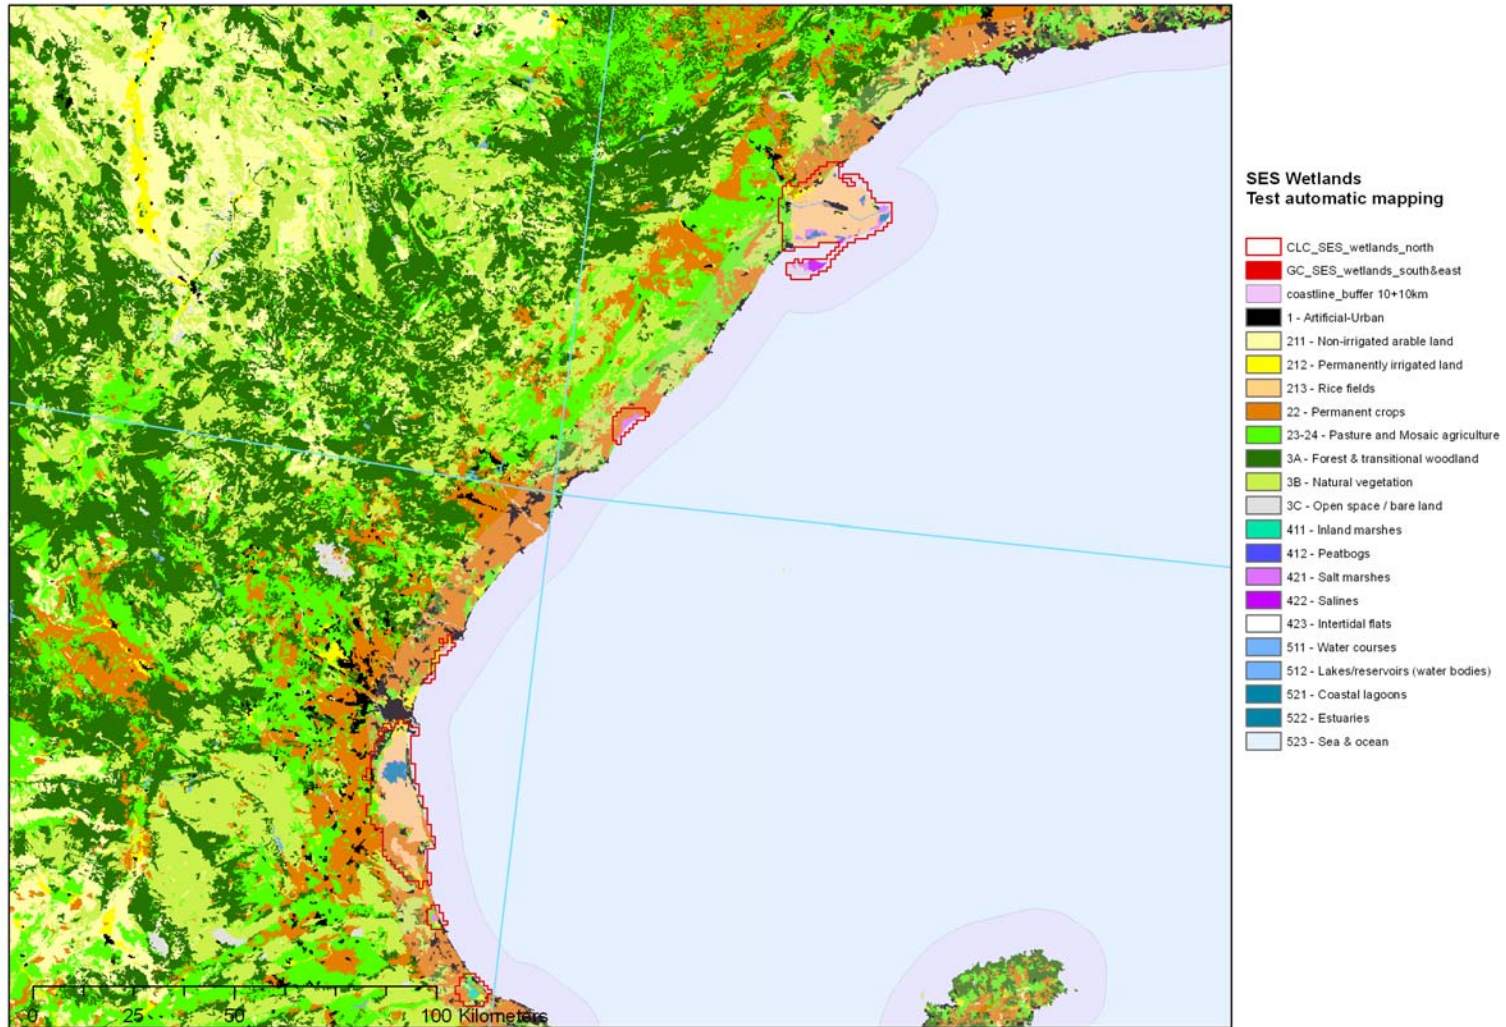 SES Wetlands
Test automatic mapping
CLC_SES_wetlands_north
GC_SES_wetlands_south&east
coastline_buffer 10+10km
1 - Artificial-Urban
211 - Non-irrigated arable land
212 - Permanently irrigated land
213 - Rice fields
22 - Permanent crops
23-24 - Pasture and Mosaic agriculture
3A - Forest & transitional woodland
3B - Natural vegetation
3C - Open space / bare land
411 - Inland marshes
412 - Peatbogs
421 - Salt marshes
422 - Salines
423 - Intertidal flats
511 - Water courses
512 - Lakes/reservoirs (water bodies)
521 - Coastal lagoons
522 - Estuaries
523 - Sea & ocean
0 25 50 100 Kilometers